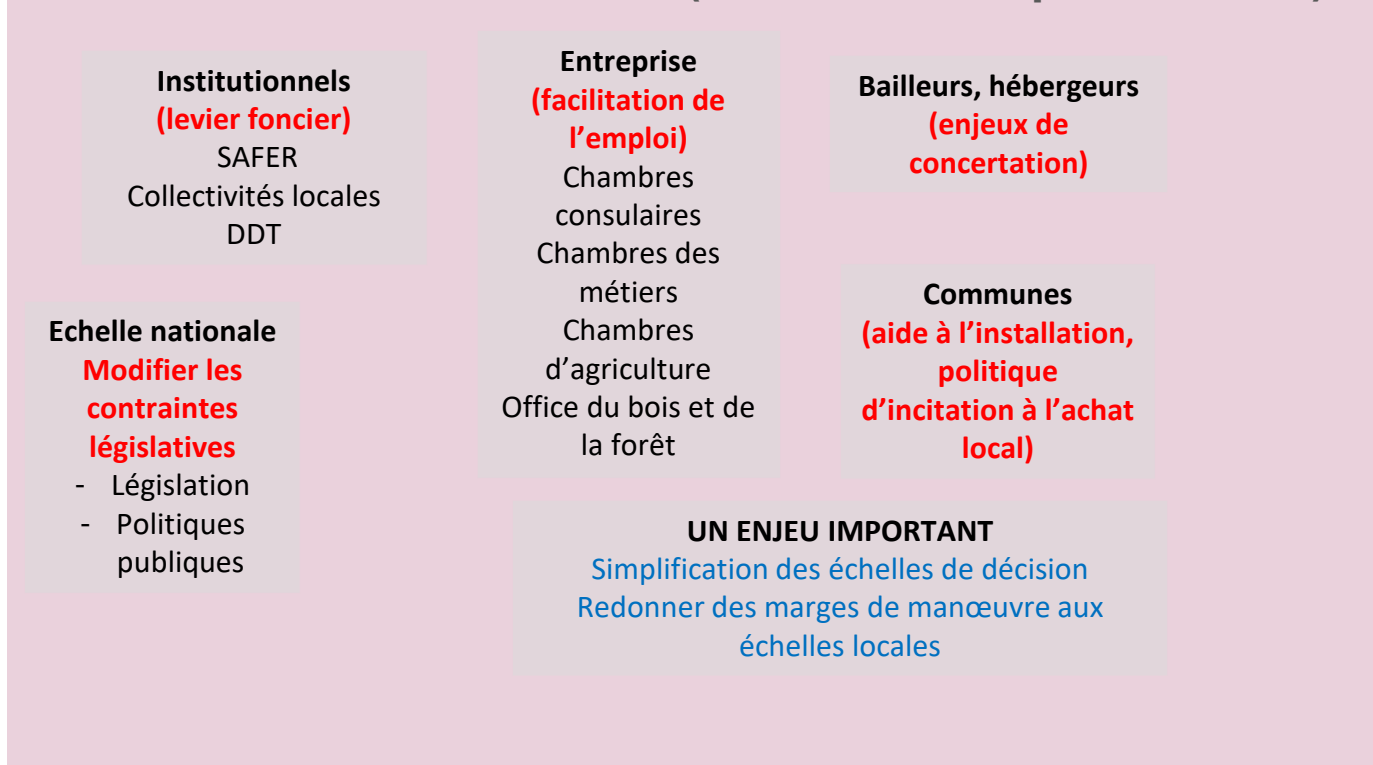 Institutionnels
(levier foncier)
SAFER
Collectivités locales
DDT
Entreprise
(facilitation de
l’emploi)
Chambres
consulaires
Chambres des
métiers
Chambres
d’agriculture
Office du bois et de
la forêt
Bailleurs, hébergeurs
(enjeux de
concertation)
Echelle nationale
Modifier les
contraintes
législatives
- Législation
- Politiques
publiques
Communes
(aide à l’installation,
politique
d’incitation à l’achat
local)
UN ENJEU IMPORTANT
Simplification des échelles de décision
Redonner des marges de manœuvre aux
échelles locales